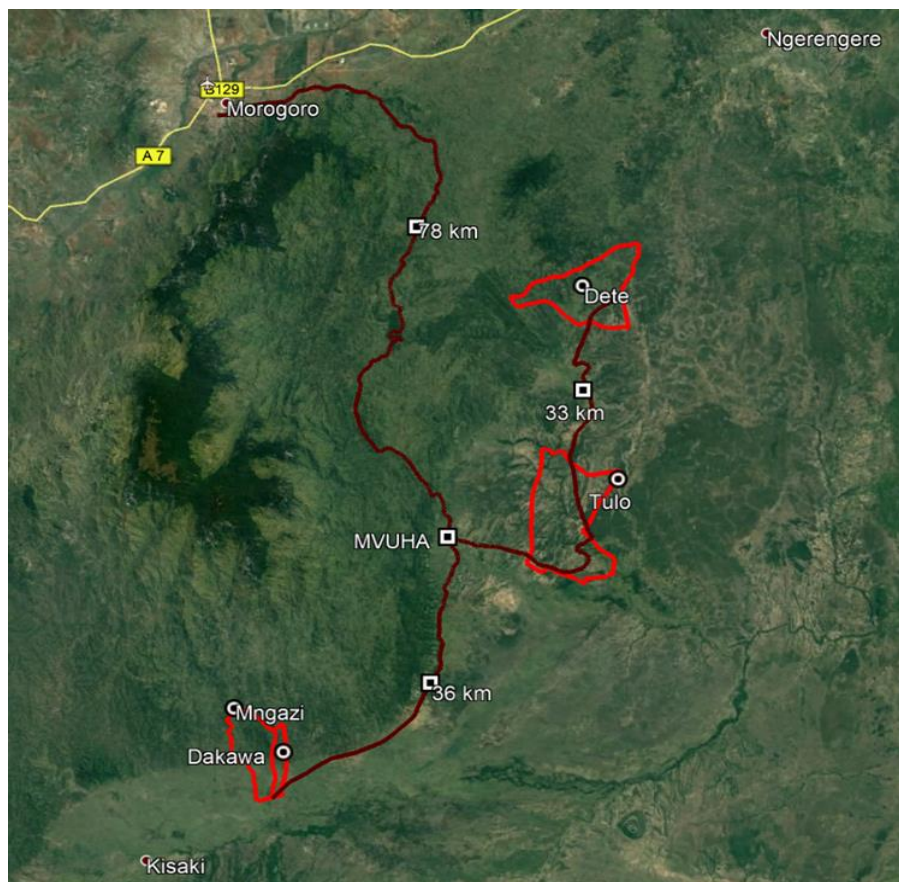 Ngerengere
B129
Morogoro
A 7
78 km
Dete
33 km
Tulo
MVUHA
36 km
Mngazi
Dakawa
Kisaki